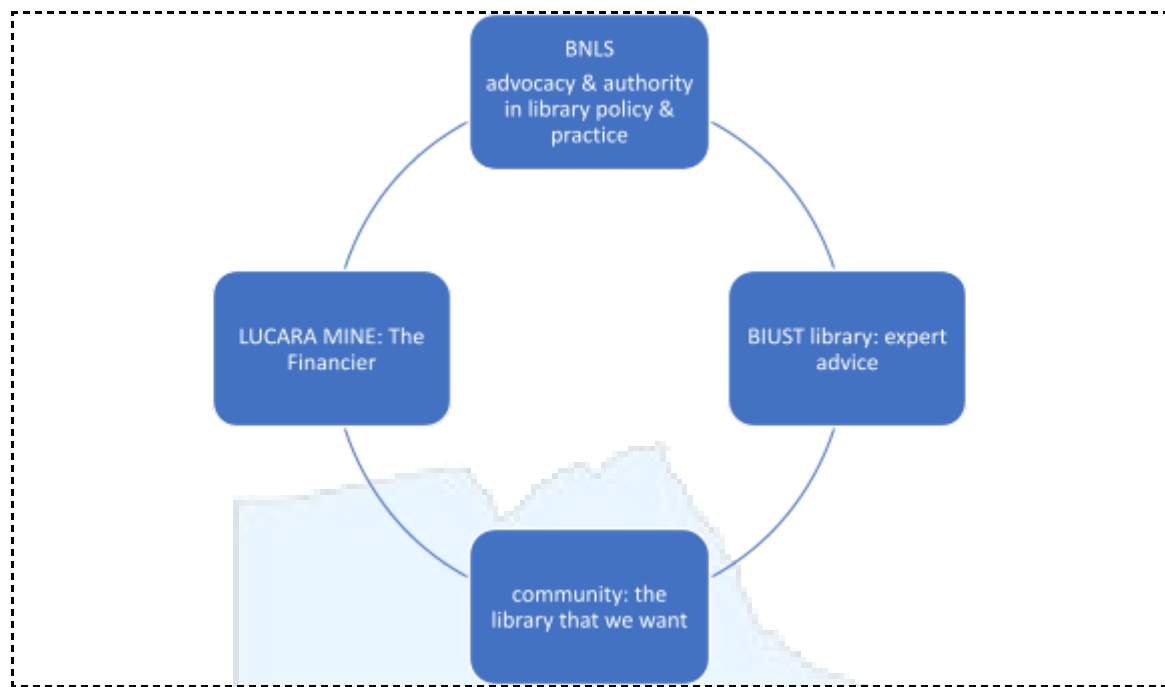 BNLS
advocacy & authority
in library policy &
practice
LUCARA MINE: The
Financier
BIUST library: expert
advice
community: the
library that we want